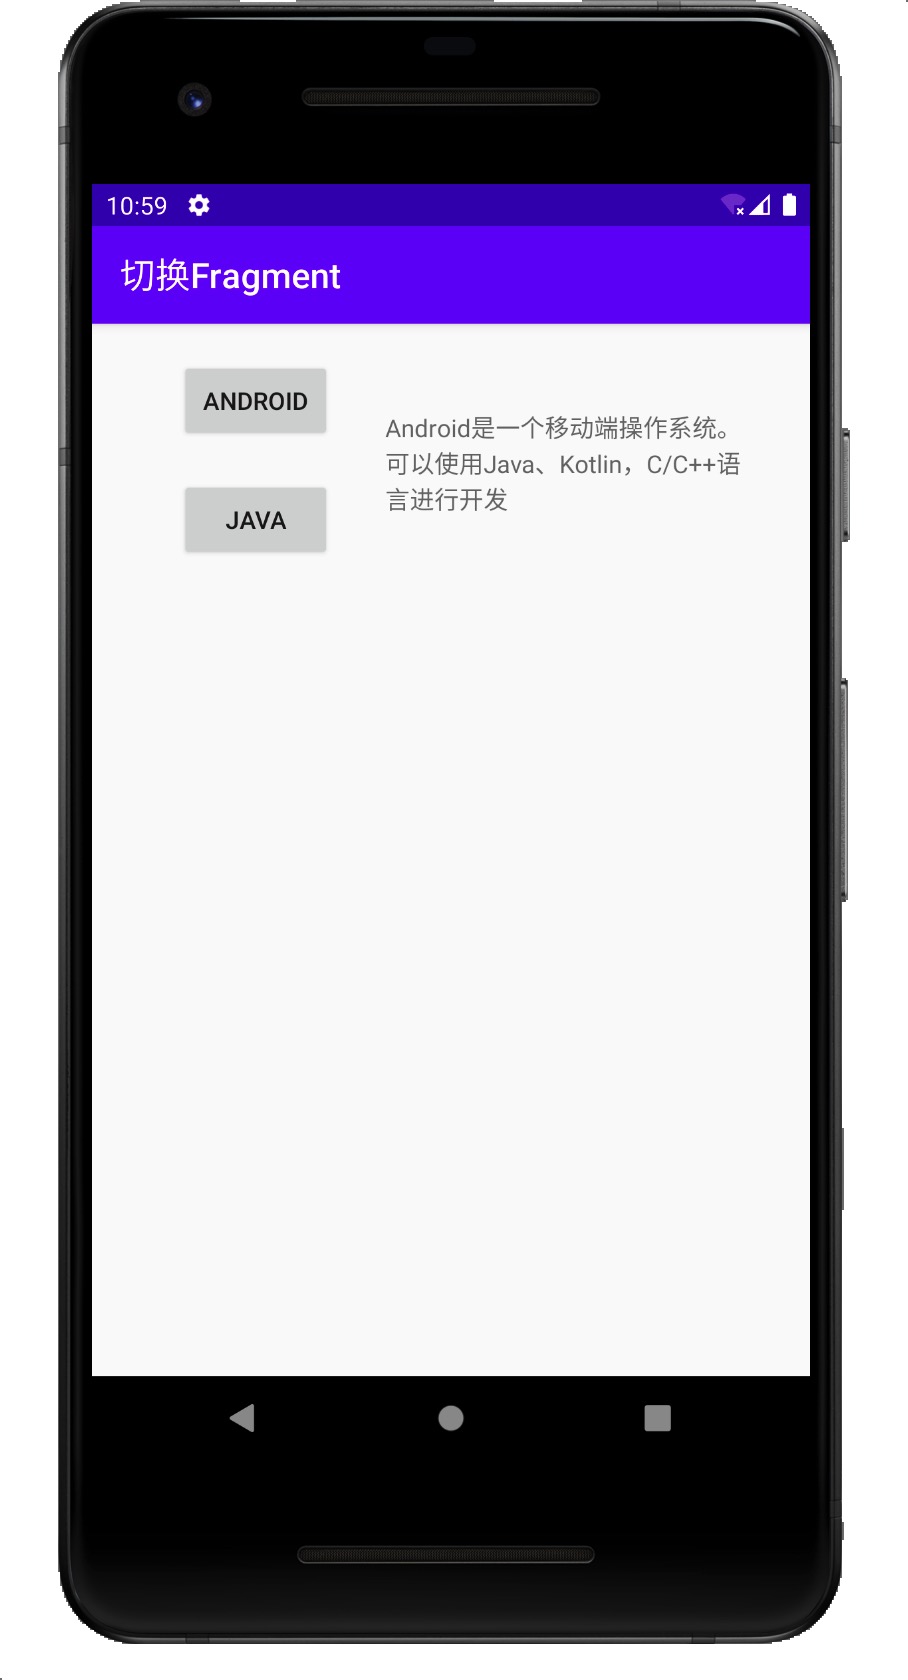 10:59
切换Fragment
ANDROID
Android是一个移动端操作系统。
可以使用Java、Kotlin，C/C++语
言进行开发
JAVA